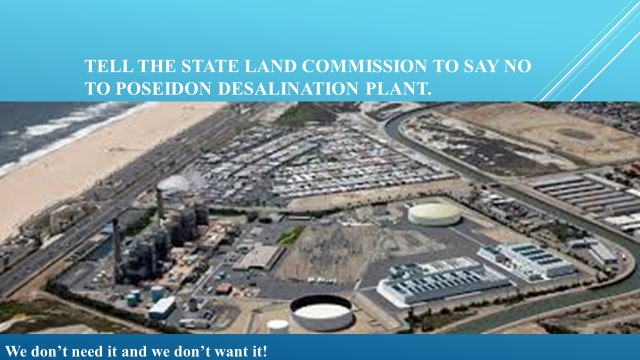 TELL THE STATE LAND COMMISSION TO SAY NO
TO POSEIDON DESALINATION PLANT.
We don’t need it and we don’t want it!